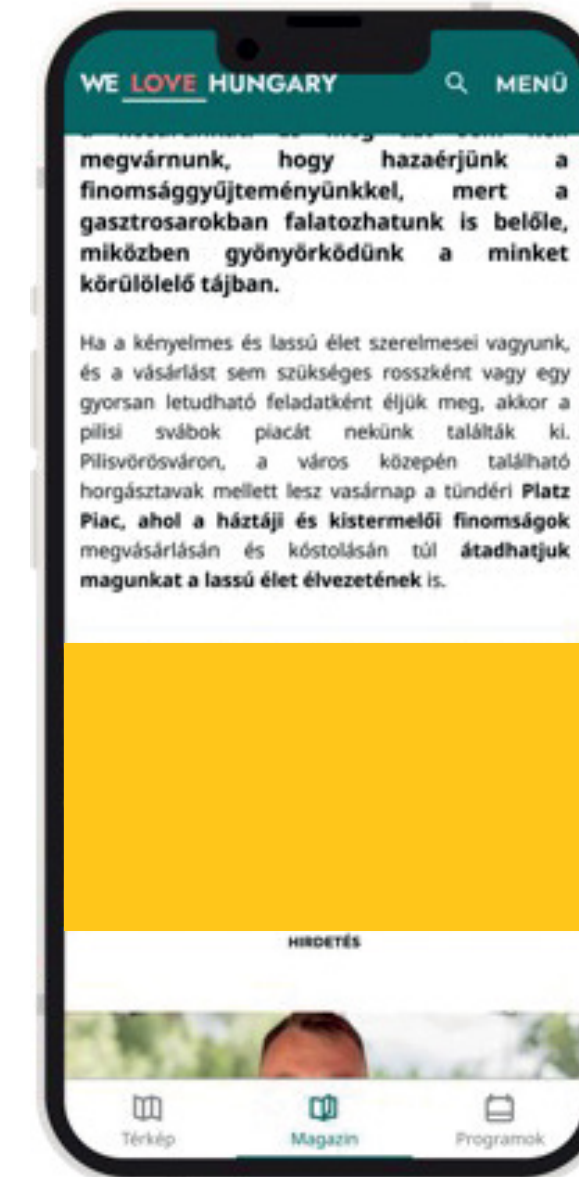 WE LOVE HUNGARY
MENÜ
megvárnunk, hogy hazaérjünk a
finomsággyűjteményünkkel, mert a
gasztrosarokban falatozhatunk is belőle,
miközben gyönyörködünk a minket
körülölelő tájban.
Ha a kényelmes és lassú élet szerelmesei vagyunk,
és a vásárlást sem szükséges rosszként vagy egy
gyorsan letudható feladatként éljük meg, akkor a
pilisi svábok piacát nekünk találták ki.
Pilisvörösváron, a város közepén található
horgásztavak mellett lesz vasárnap a tündéri Platz
Piac, ahol a háztáji és kistermelői finomságok
megvásárlásán és kóstolásán túl átadhatjuk
magunkat a lassú élet élvezetének is.
HIRDETÉS
Térkép
Magazin
Programok